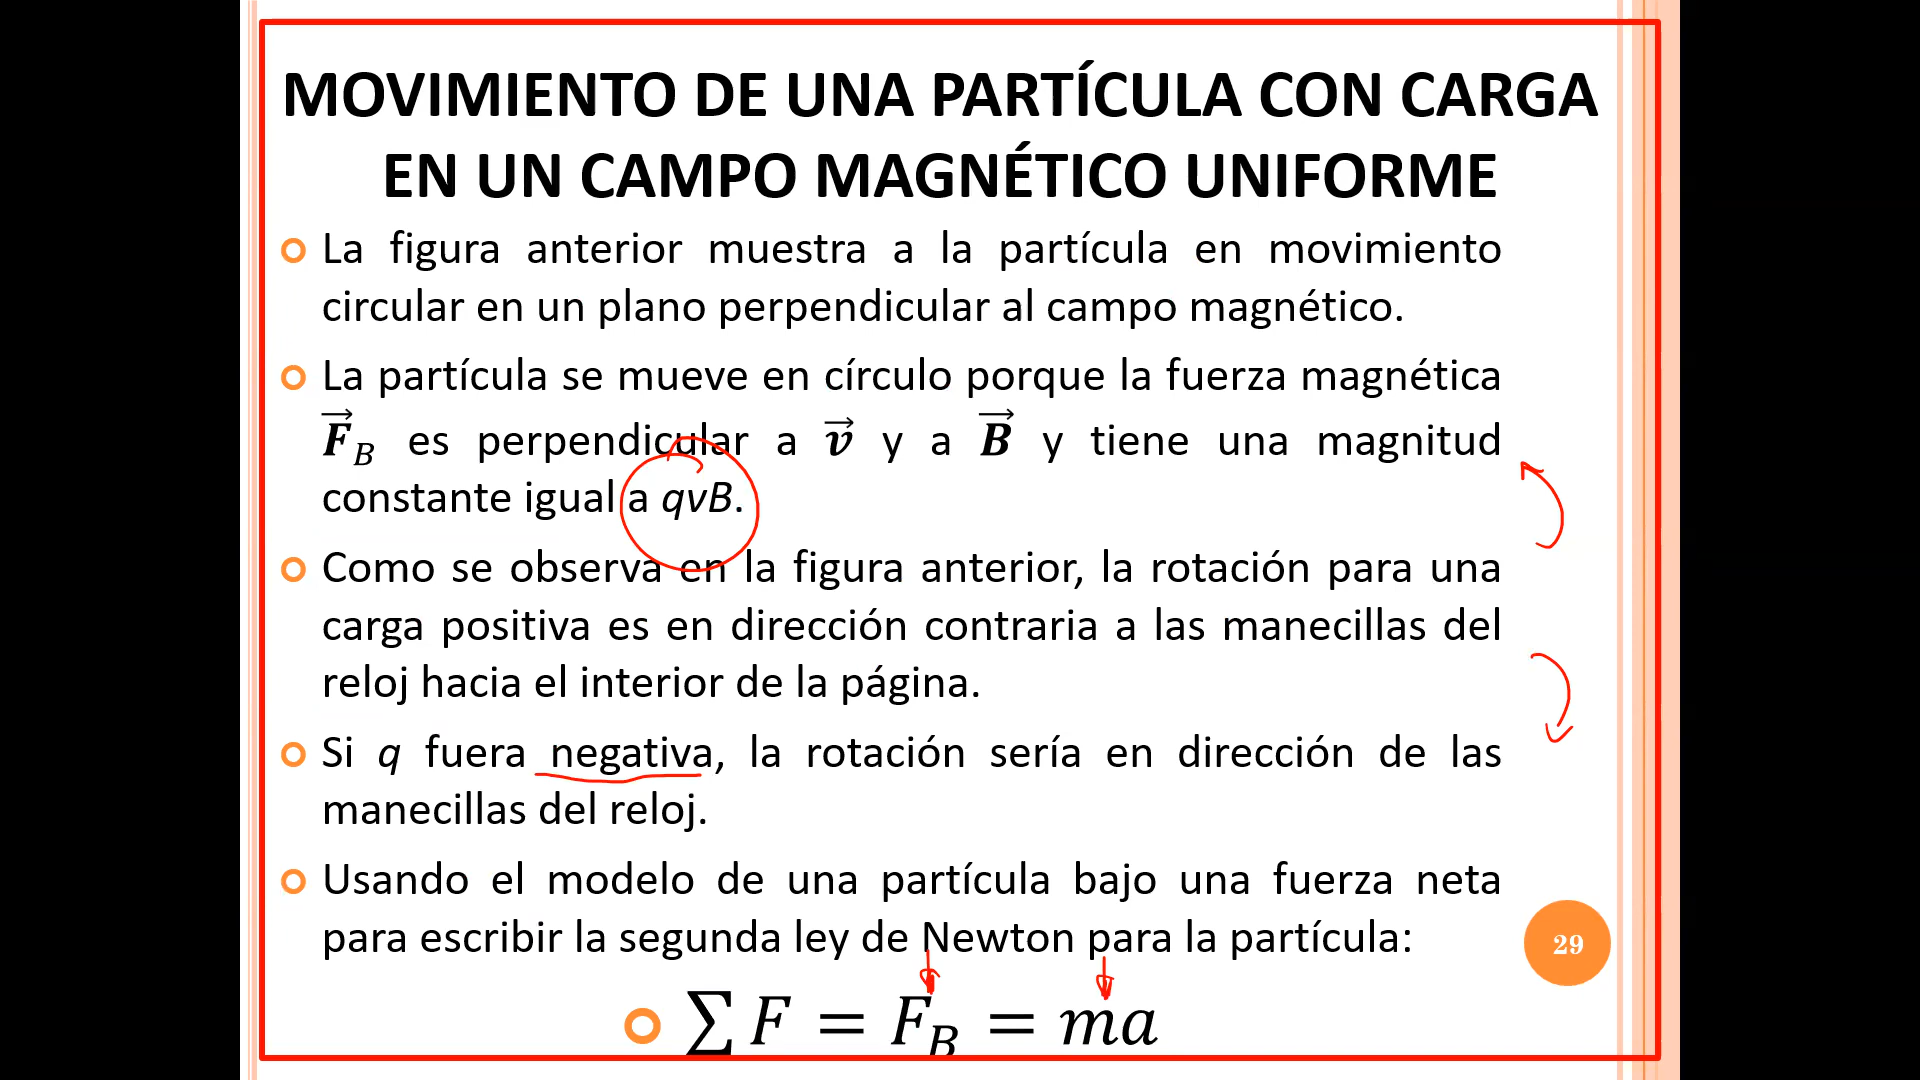 MOVIMIENTO DE UNA PARTÍCULA CON CARGA
EN UN CAMPO MAGNÉTICO UNIFORME
La figura anterior muestra a la partícula en movimiento
circular en un plano perpendicular al campo magnético.
La partícula se mueve en círculo porque la fuerza magnética
$\vec{F}_B$ es perpendicular a $\vec{v}$ y a $\vec{B}$ y tiene una magnitud
constante igual a qvB.
Como se observa en la figura anterior, la rotación para una
carga positiva es en dirección contraria a las manecillas del
reloj hacia el interior de la página.
Si q fuera negativa, la rotación sería en dirección de las
manecillas del reloj.
Usando el modelo de una partícula bajo una fuerza neta
para escribir la segunda ley de Newton para la partícula:
29
$\sum F = F_B = ma$